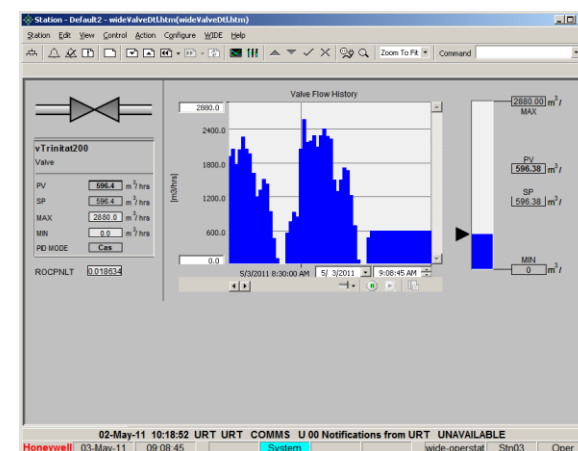 Station - Default2 - wideValveDtl.htm(wideValveDtl.htm)
Station Edit View Control Action Configure WIDE Help
Zoom To Fit Command
Valve Flow History
2880.0
2400.0
1800.0
1200.0
600.0
0.0
[m3/hrs]
5/3/2011 8:30:00 AM 5/ 3/2011 9:08:45 AM
vTrinitat200
Valve
PV 596.4 m³/hrs
SP 596.4 m³/hrs
MAX 2880.0 m³/hrs
MIN 0.0 m³/hrs
PID MODE Cas
ROCPNLT 0.018634
2880.00 m³/
MAX
PV
596.38 m³/
SP
596.38 m³/
MIN
0 m³/
02-May-11 10:18:52 URT URT COMMS U 00 Notifications from URT UNAVAILABLE
Honeywell 03-May-11 09:08:45 System wide-operstat Stn03 Oper